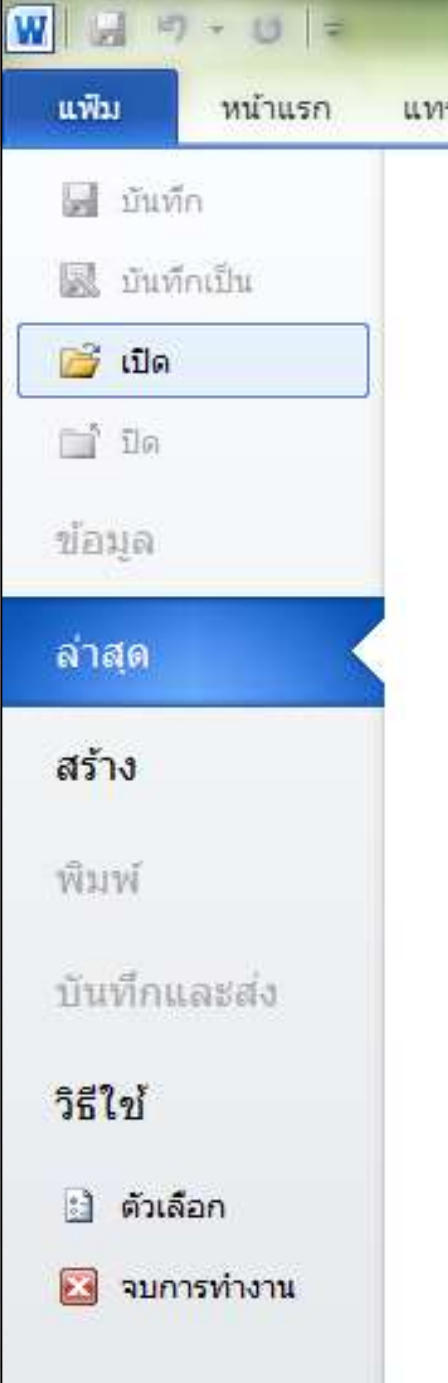 W
แฟ้ม หน้าแรก
บันทึก
บันทึกเป็น
เปิด
ปิด
ข้อมูล
ล่าสุด
สร้าง
พิมพ์
บันทึกและส่ง
วิธีใช้
ตัวเลือก
จบการทำงาน